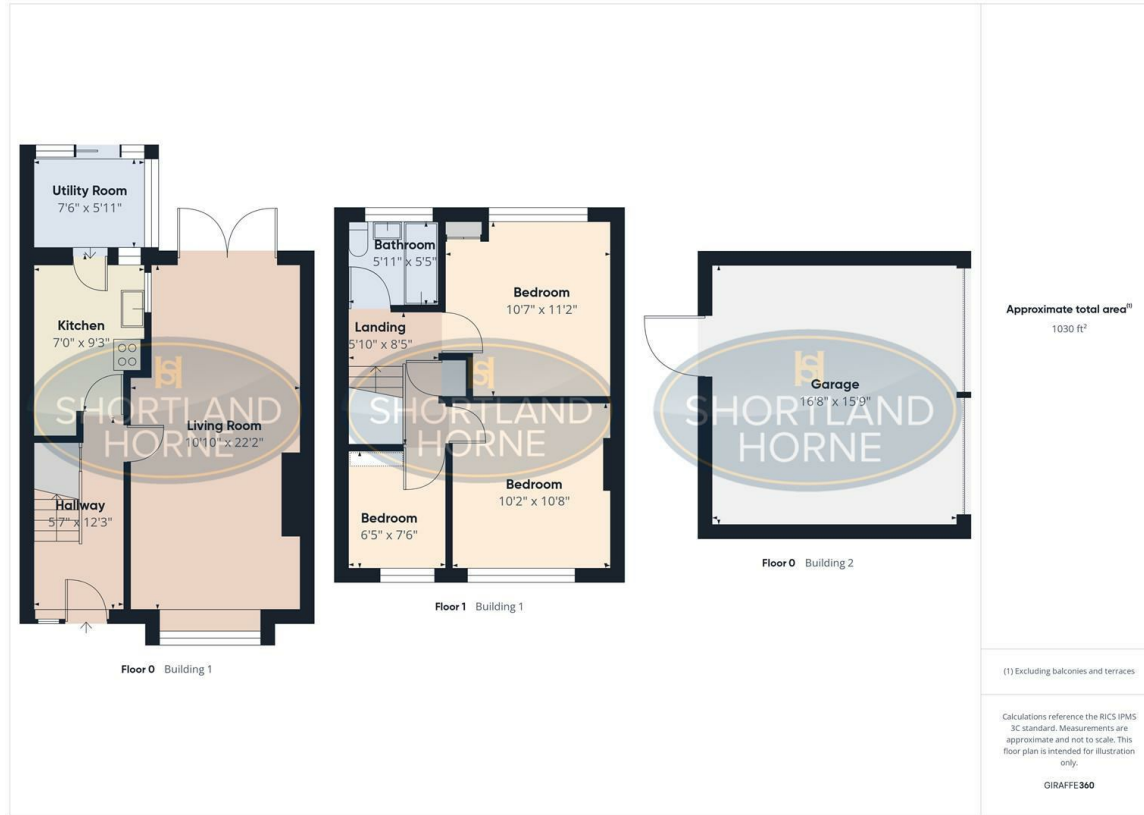 Utility Room
7'6" x 5'11"
Kitchen
7'0" x 9'3"
Living Room
10'10" x 22'2"
Hallway
5'7" x 12'3"
SHORTLAND
HORNE
Floor 0 Building 1
Bathroom
5'11" x 5'5"
Bedroom
10'7" x 11'2"
Landing
5'10" x 8'5"
SHORTLAND
HORNE
Bedroom
10'2" x 10'8"
Bedroom
6'5" x 7'6"
Floor 1 Building 1
Garage
16'8" x 15'9"
SHORTLAND
HORNE
Floor 0 Building 2
Approximate total area⁽¹⁾
1030 ft²
(1) Excluding balconies and terraces
Calculations reference the RICS IPMS
3C standard. Measurements are
approximate and not to scale. This
floor plan is intended for illustration
only.
GIRAFFE360